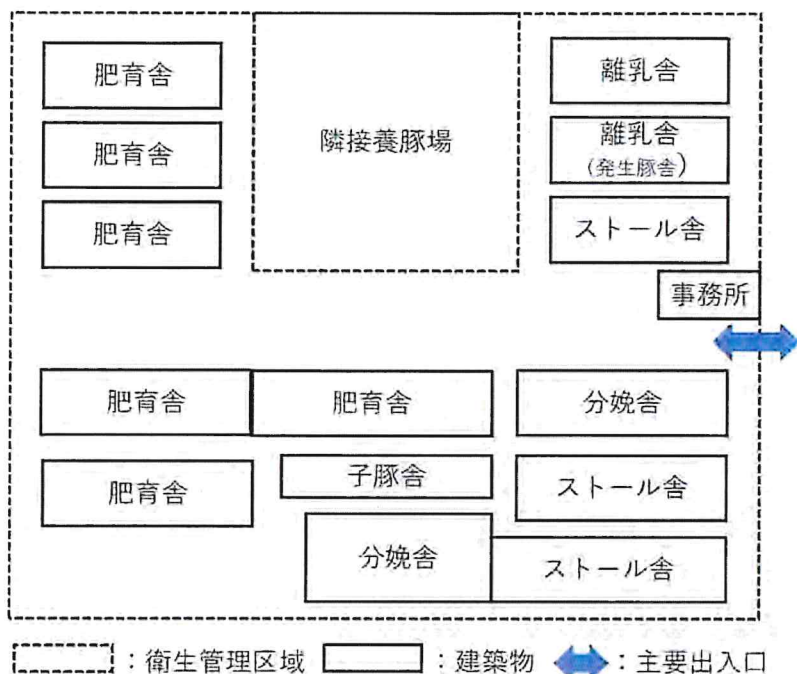 肥育舎
離乳舎
隣接養豚場
肥育舎
離乳舎
(発生豚舎)
肥育舎
ストール舎
事務所
肥育舎
肥育舎
分娩舎
肥育舎
子豚舎
ストール舎
分娩舎
ストール舎
：衛生管理区域
：建築物
：主要出入口